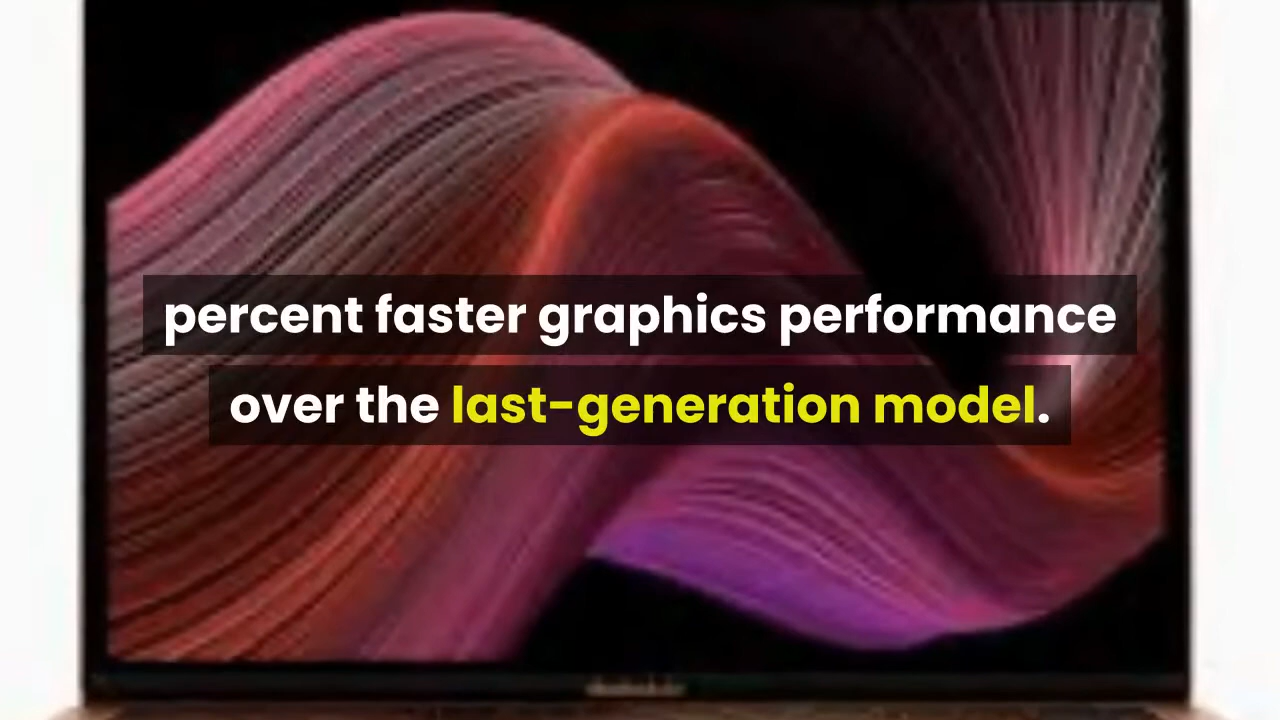 percent faster graphics performance
over the last-generation model.